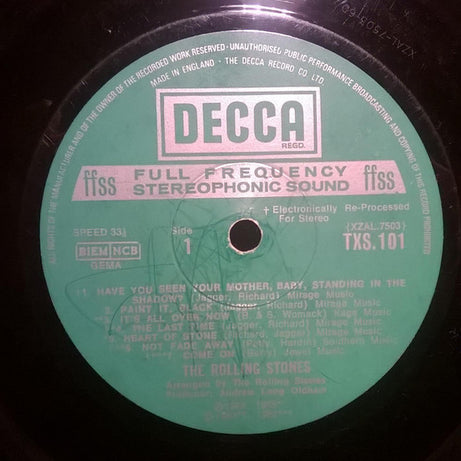 ALL RIGHTS OF THE MANUFACTURER AND OF THE OWNER OF THE RECORDED WORK RESERVED · UNAUTHORISED PUBLIC PERFORMANCE BROADCASTING AND COPYING OF THIS RECORD PROHIBITED
MADE IN ENGLAND · THE DECCA RECORD CO. LTD.
XZAL-7503
DECCA
REGD.
ffss FULL FREQUENCY ffss
STEREOPHONIC SOUND
† Electronically Re-Processed
For Stereo
SPEED 33⅓ Side (XZAL.7503)
BIEM NCB 1 TXS.101
GEMA
1. HAVE YOU SEEN YOUR MOTHER, BABY, STANDING IN THE
SHADOW? (Jagger, Richard) Mirage Music
PAINT IT, BLACK (Jagger, Richard) Mirage Music
IT'S ALL OVER NOW (B. & S. Womack) Kags Music
THE LAST TIME (Jagger, Richard) Mirage Music
5. HEART OF STONE (Jagger, Richard) Mirage Music
NOT FADE AWAY (Petty, Hardin) Southern Music
COME ON (Berry) Jewel Music
THE ROLLING STONES
Arranged by The Rolling Stones
Producer: Andrew Loog Oldham